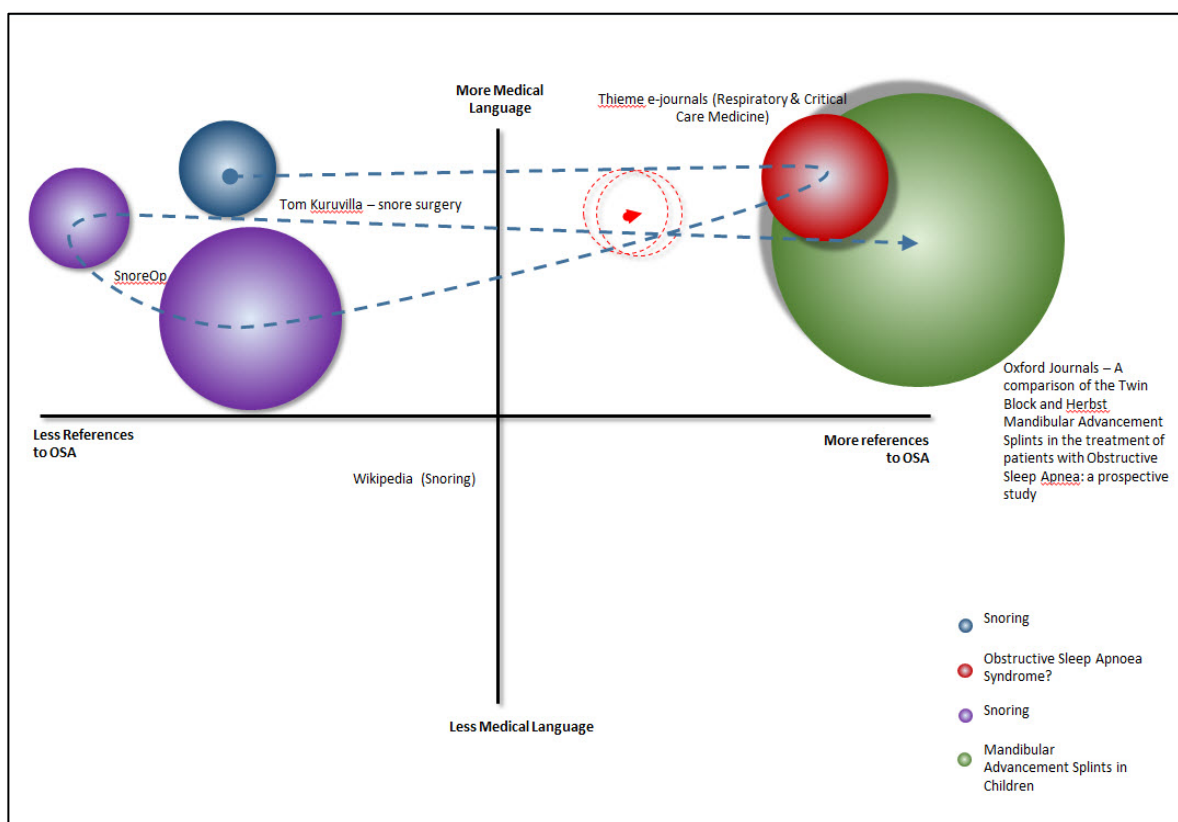 More Medical
Language
Thieme e-journals (Respiratory & Critical
Care Medicine)
Tom Kuruvilla – snore surgery
SnoreOp
Less References
to OSA
More references
to OSA
Wikipedia (Snoring)
Oxford Journals – A
comparison of the Twin
Block and Herbst
Mandibular Advancement
Splints in the treatment of
patients with Obstructive
Sleep Apnea: a prospective
study
Less Medical Language
Snoring
Obstructive Sleep Apnoea
Syndrome?
Snoring
Mandibular
Advancement Splints in
Children